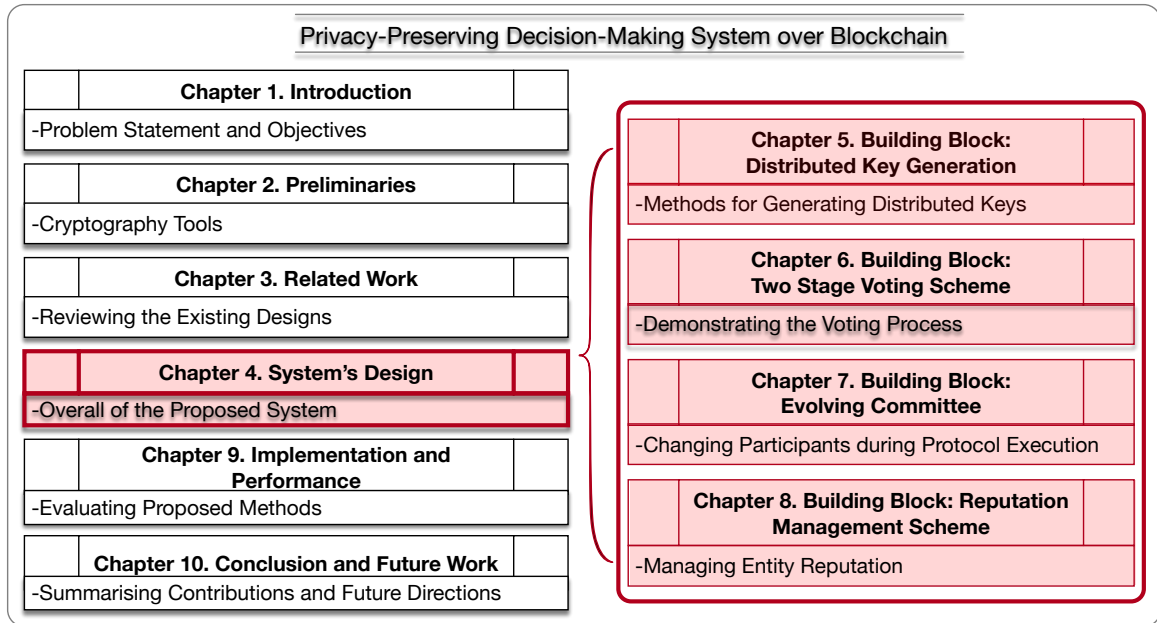 Privacy-Preserving Decision-Making System over Blockchain
Chapter 1. Introduction
-Problem Statement and Objectives
Chapter 2. Preliminaries
-Cryptography Tools
Chapter 3. Related Work
-Reviewing the Existing Designs
Chapter 4. System's Design
-Overall of the Proposed System
Chapter 9. Implementation and
Performance
-Evaluating Proposed Methods
Chapter 10. Conclusion and Future Work
-Summarising Contributions and Future Directions
Chapter 5. Building Block:
Distributed Key Generation
-Methods for Generating Distributed Keys
Chapter 6. Building Block:
Two Stage Voting Scheme
-Demonstrating the Voting Process
Chapter 7. Building Block:
Evolving Committee
-Changing Participants during Protocol Execution
Chapter 8. Building Block: Reputation
Management Scheme
-Managing Entity Reputation